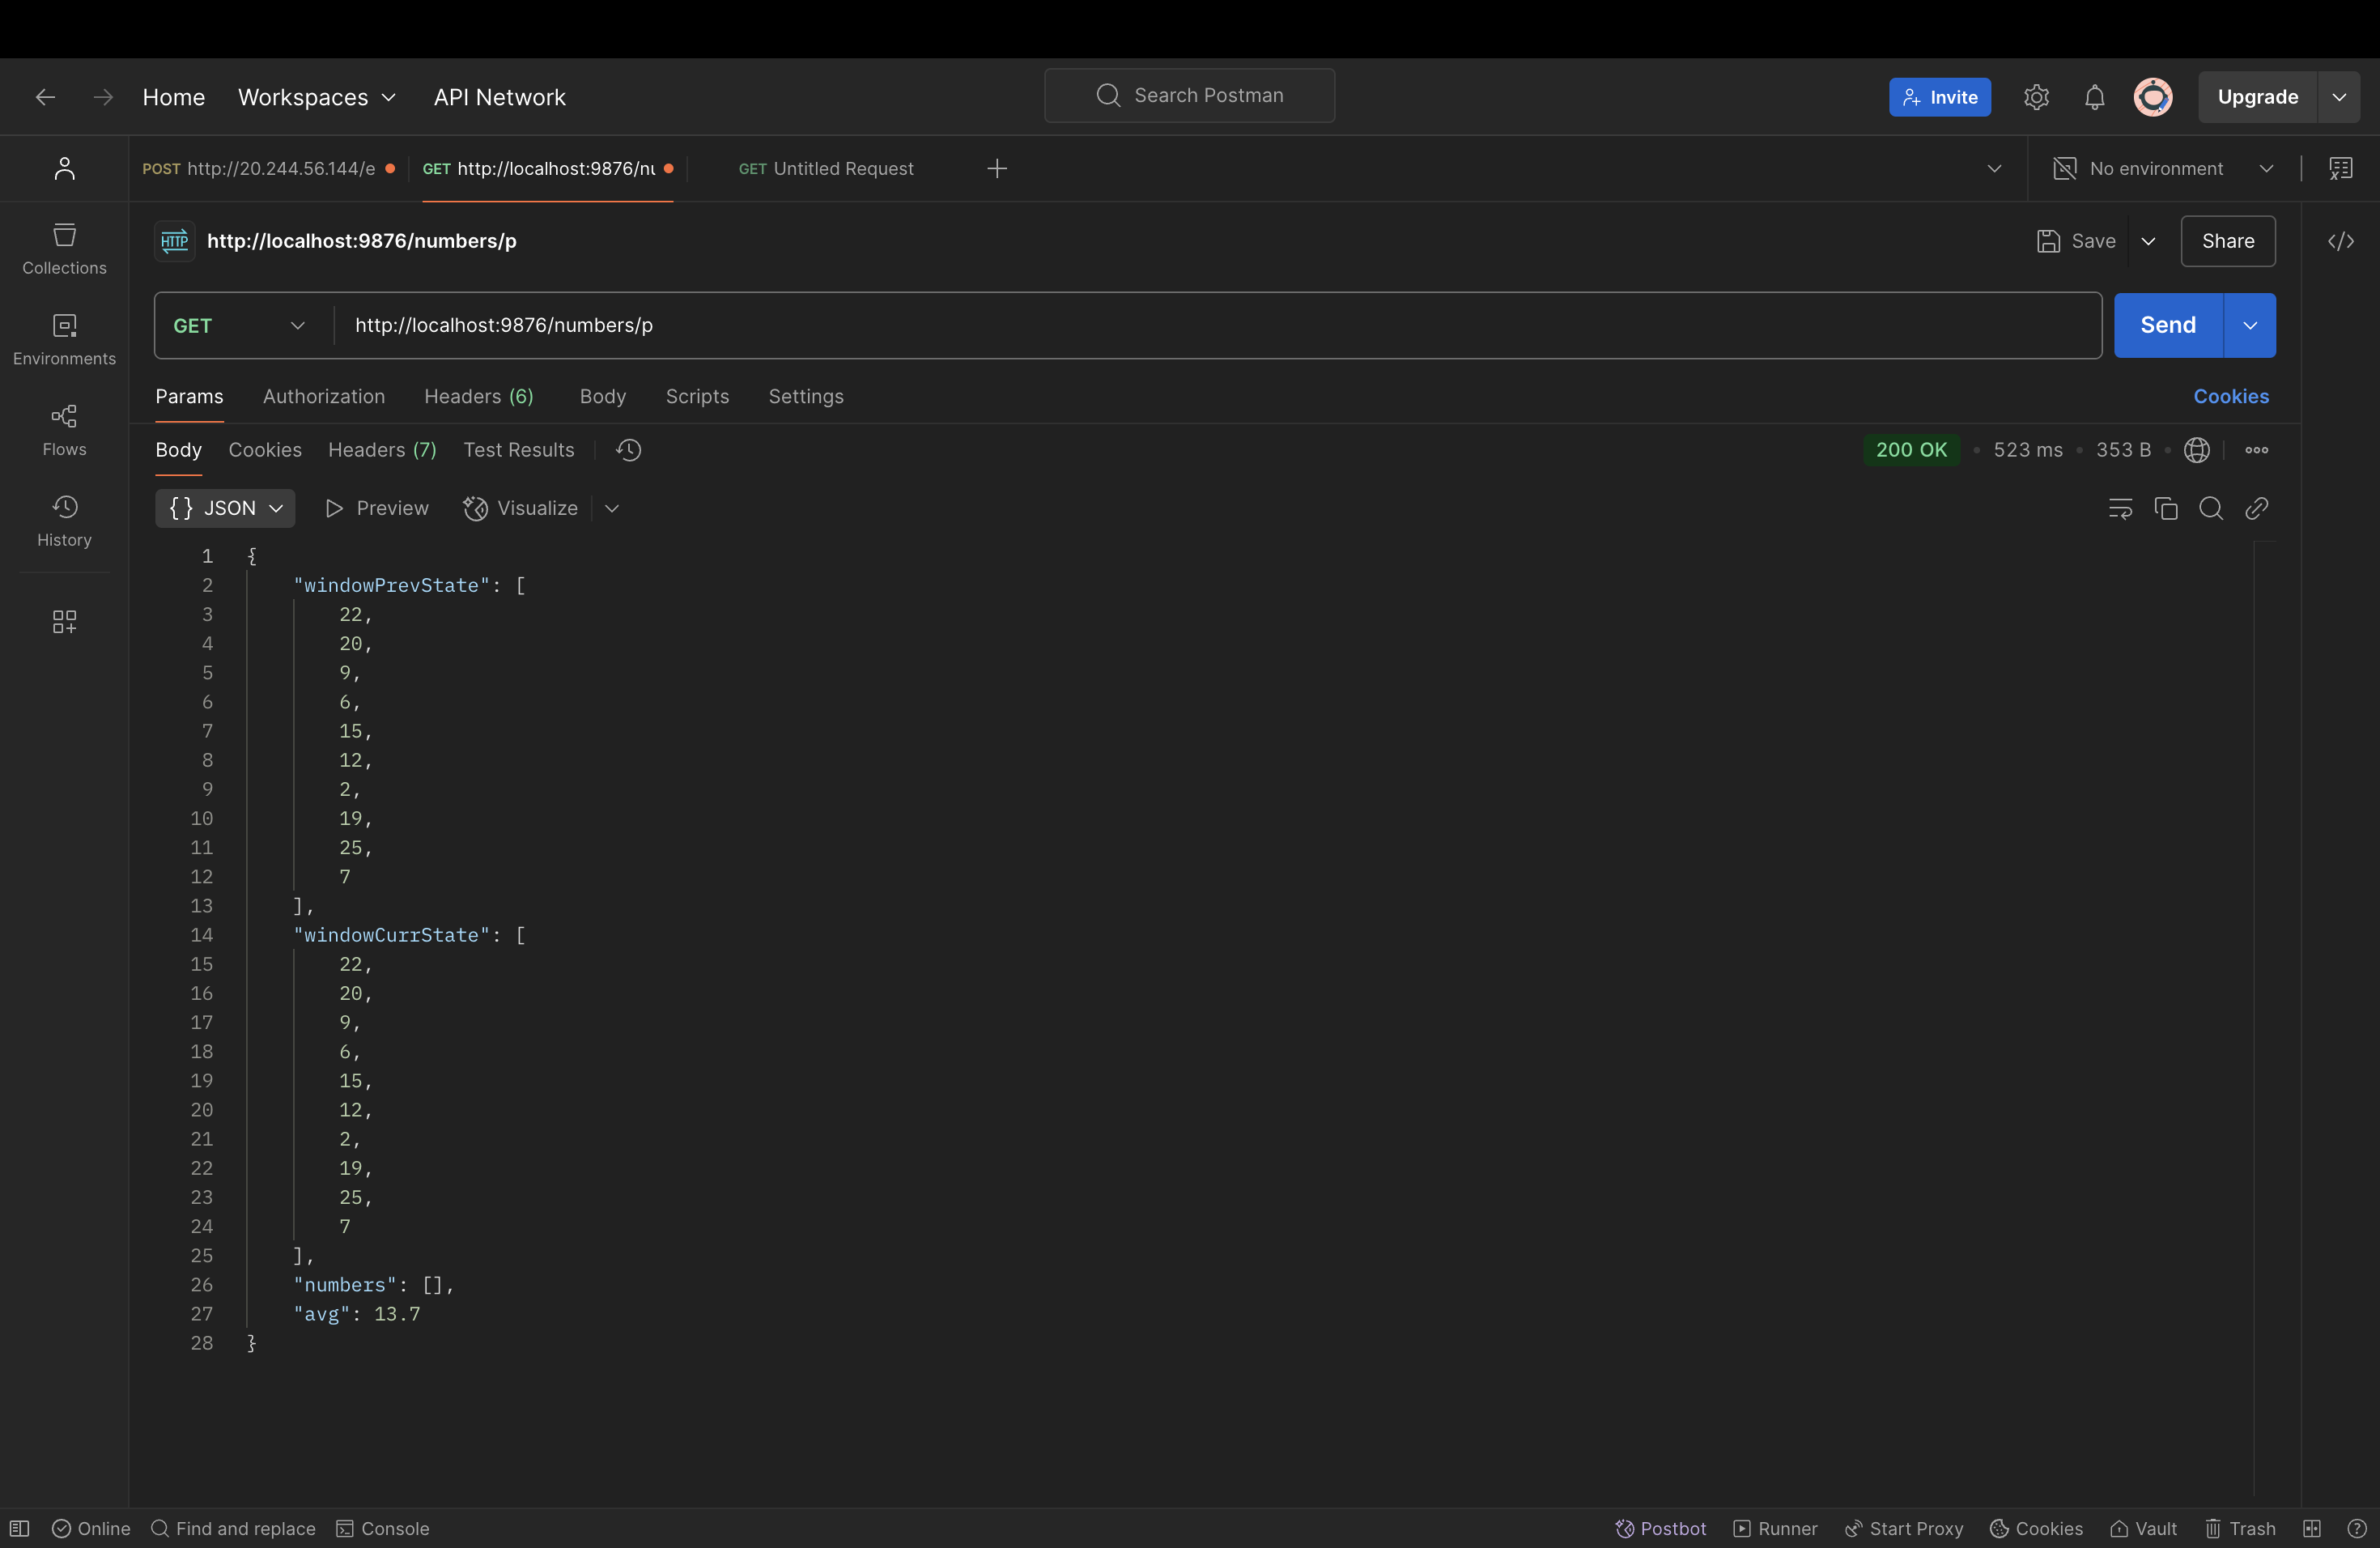 Home Workspaces API Network Search Postman Invite Upgrade
POST http://20.244.56.144/e GET http://localhost:9876/nu GET Untitled Request No environment
HTTP http://localhost:9876/numbers/p Save Share
GET http://localhost:9876/numbers/p Send
Params Authorization Headers (6) Body Scripts Settings Cookies
Body Cookies Headers (7) Test Results 200 OK 523 ms 353 B
{} JSON Preview Visualize
Collections
Environments
Flows
History
1 {
2 "windowPrevState": [
3 22,
4 20,
5 9,
6 6,
7 15,
8 12,
9 2,
10 19,
11 25,
12 7
13 ],
14 "windowCurrState": [
15 22,
16 20,
17 9,
18 6,
19 15,
20 12,
21 2,
22 19,
23 25,
24 7
25 ],
26 "numbers": [],
27 "avg": 13.7
28 }
Online Find and replace Console Postbot Runner Start Proxy Cookies Vault Trash